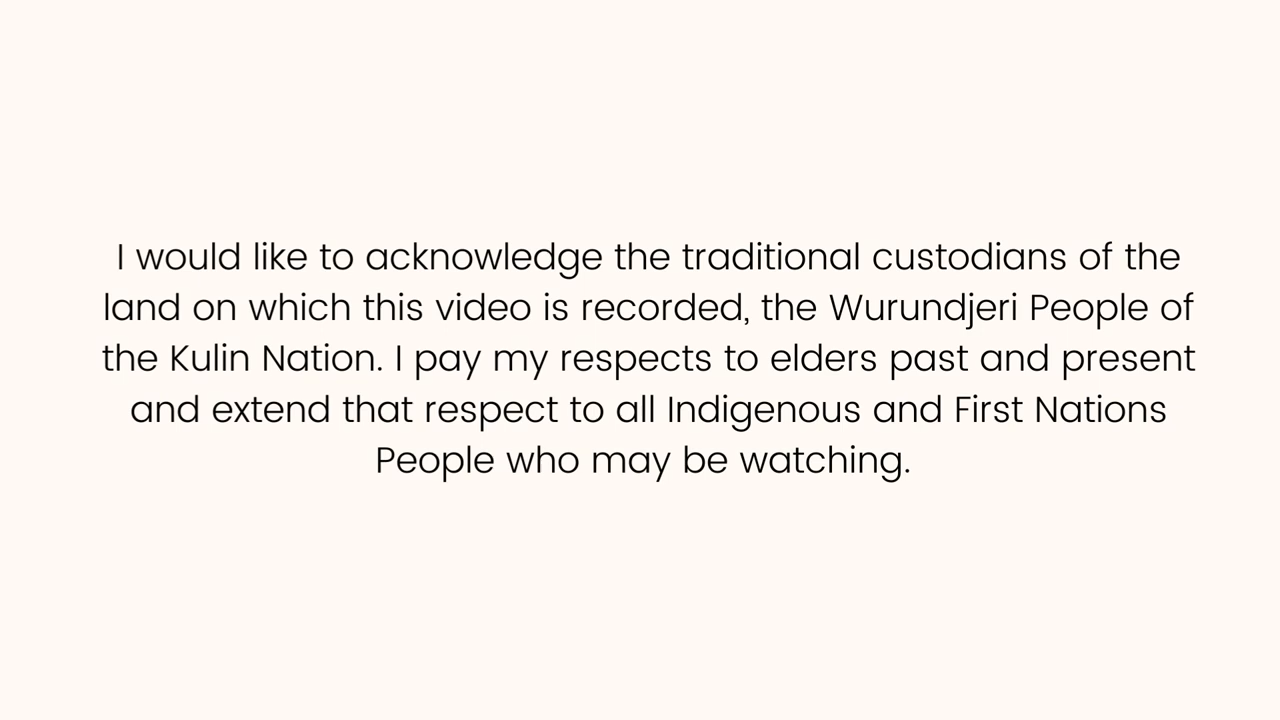 I would like to acknowledge the traditional custodians of the
land on which this video is recorded, the Wurundjeri People of
the Kulin Nation. I pay my respects to elders past and present
and extend that respect to all Indigenous and First Nations
People who may be watching.